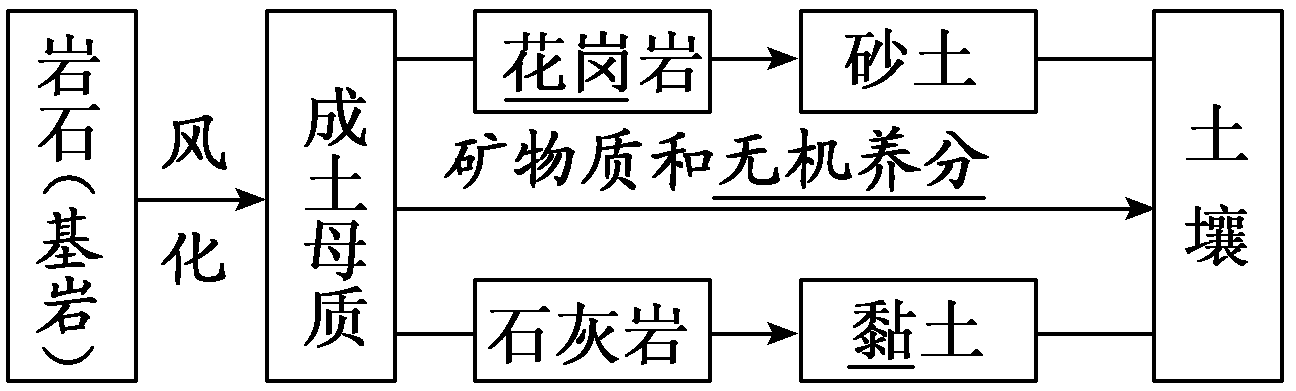 岩石(基岩)
风化
成土母质
花岗岩
砂土
矿物质和无机养分
石灰岩
黏土
土壤